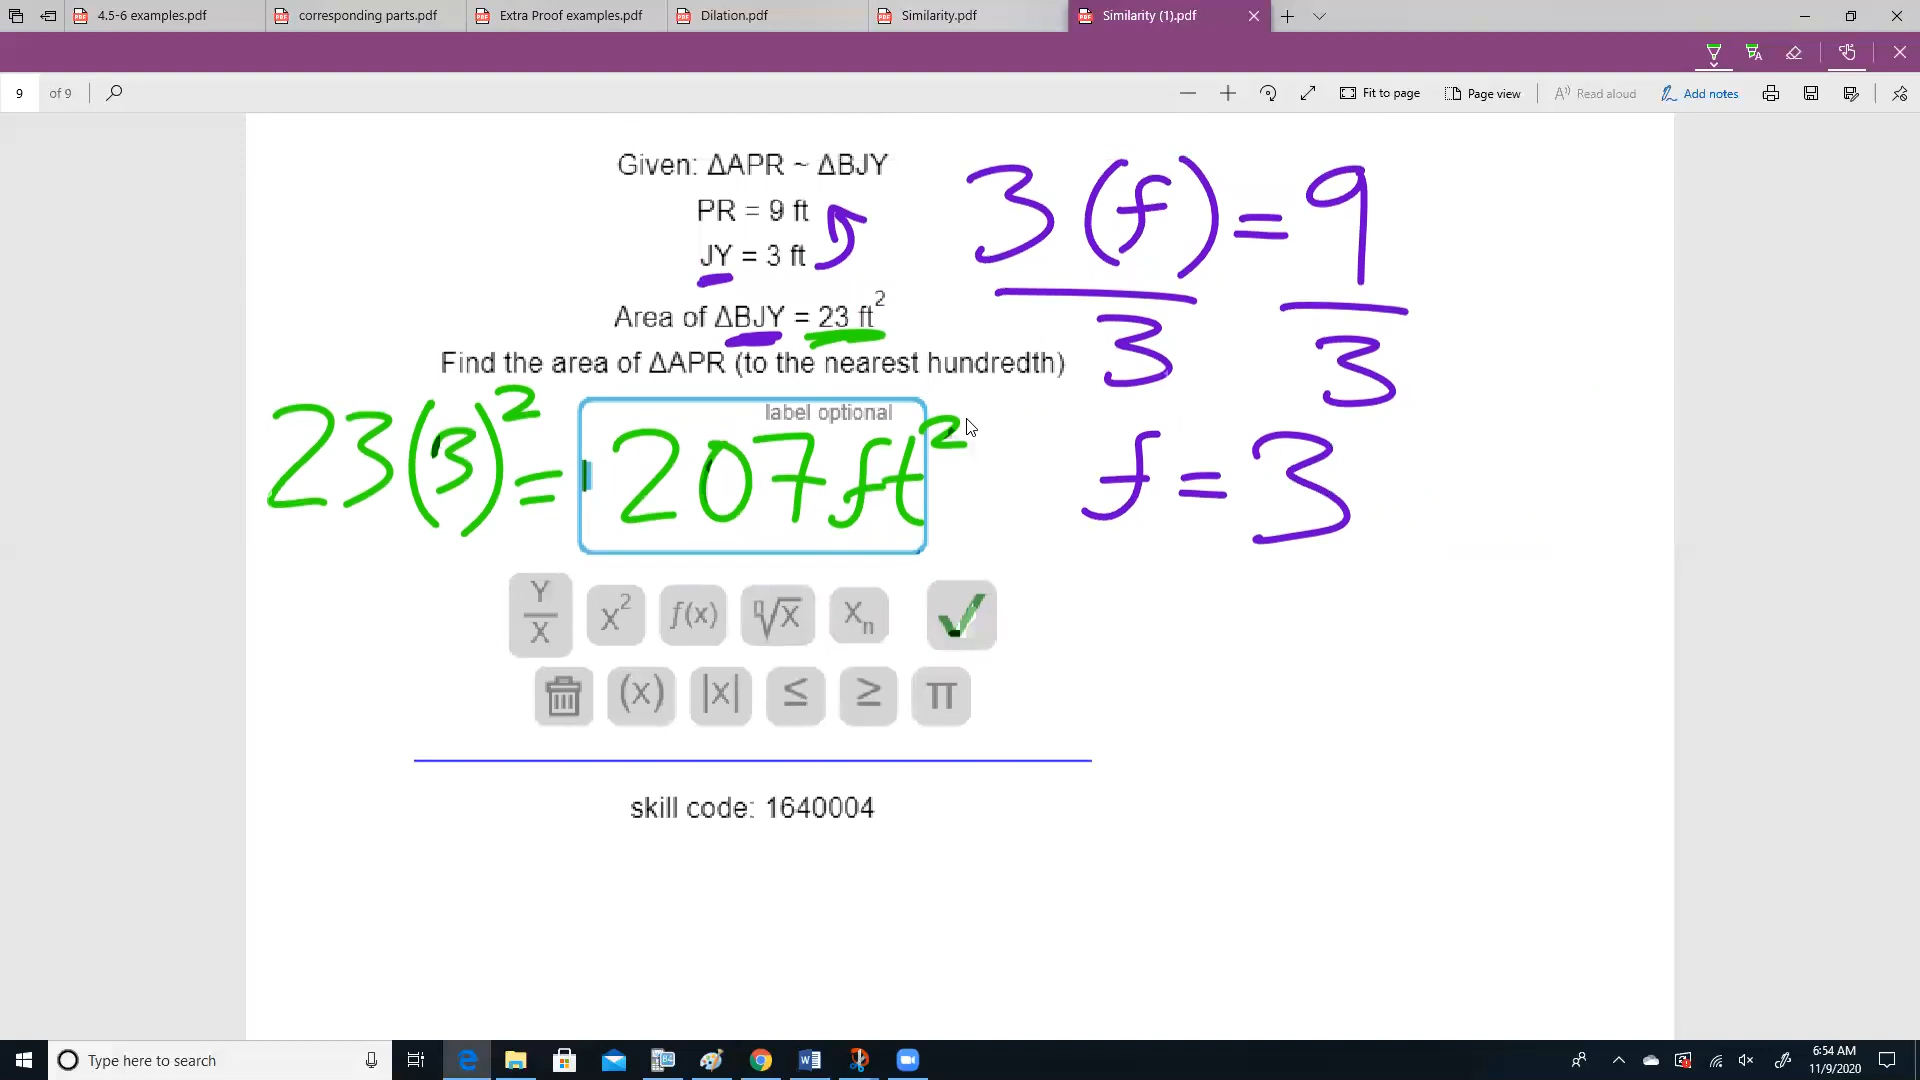 4.5-6 examples.pdf
corresponding parts.pdf
Extra Proof examples.pdf
Dilation.pdf
Similarity.pdf
Similarity (1).pdf
9 of 9
Fit to page
Page view
Read aloud
Add notes
Given: ΔAPR ~ ΔBJY
PR = 9 ft
JY = 3 ft
Area of ΔBJY = 23 ft²
Find the area of ΔAPR (to the nearest hundredth)
3(f) = 9
3 3
f = 3
label optional
23(3)² = 207 ft²
Y/X x² f(x) ⁿ√x Xn
(x) |x| ≤ ≥ π
skill code: 1640004
Type here to search
6:54 AM
11/9/2020